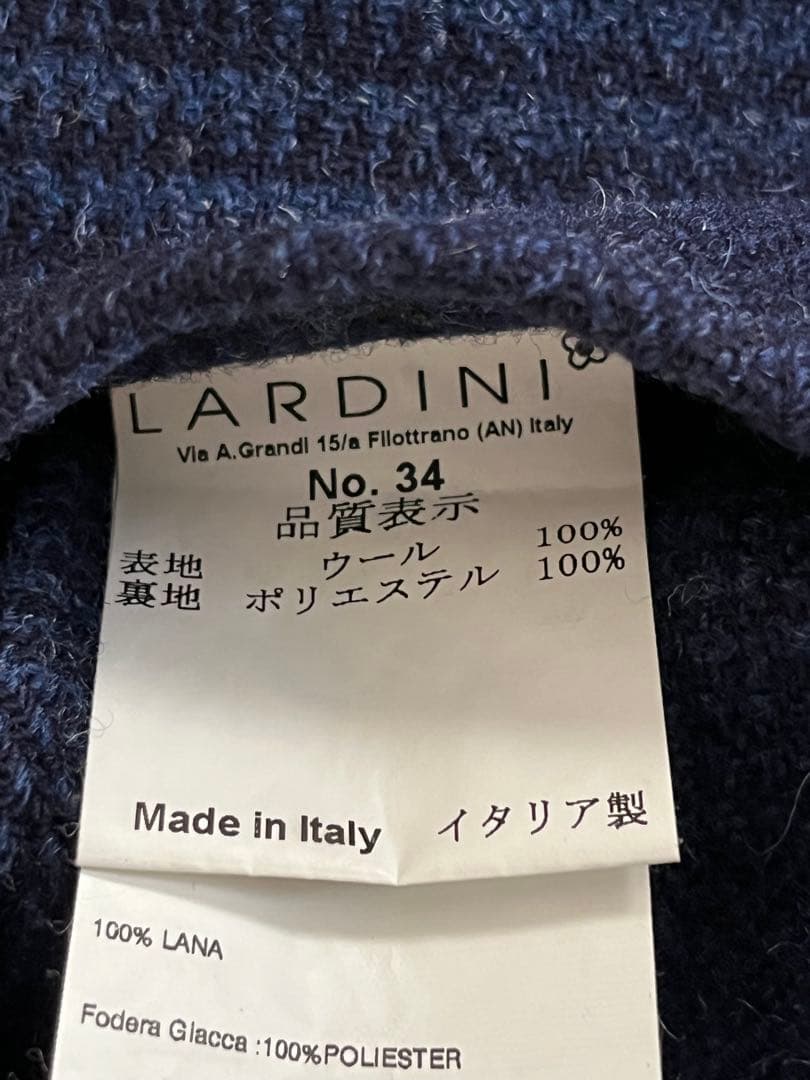 LARDINI
Via A.Grandi 15/a Filottrano (AN) Italy
No. 34
品質表示
表地 ウール 100%
裏地 ポリエステル 100%
Made in Italy イタリア製
100% LANA
Fodera Giacca :100%POLIESTER